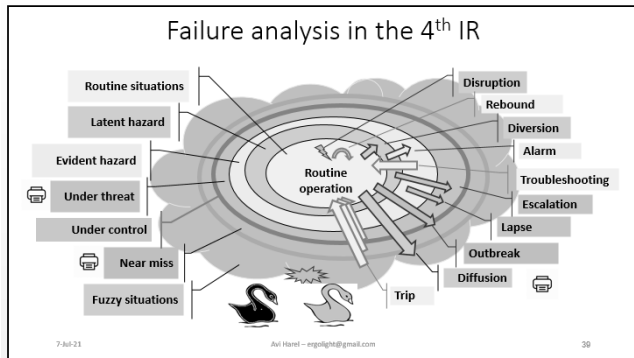 Failure analysis in the 4th IR
Routine situations
Latent hazard
Evident hazard
Under threat
Under control
Near miss
Fuzzy situations
Routine
operation
Disruption
Rebound
Diversion
Alarm
Troubleshooting
Escalation
Lapse
Outbreak
Diffusion
Trip
7-Jul-21
Avi Harel – ergolight@gmail.com
39